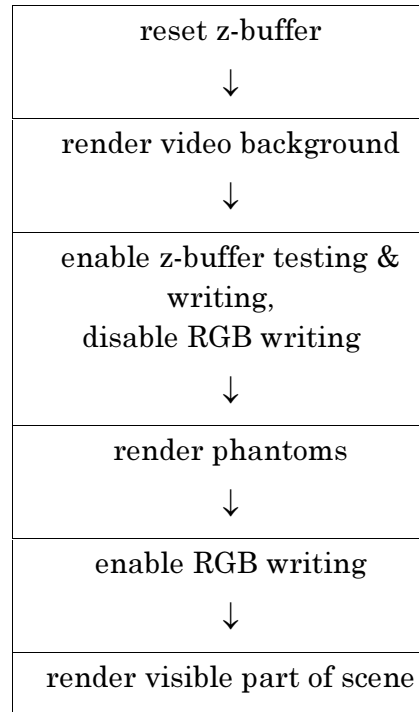 reset z-buffer
↓
render video background
↓
enable z-buffer testing &
writing,
disable RGB writing
↓
render phantoms
↓
enable RGB writing
↓
render visible part of scene